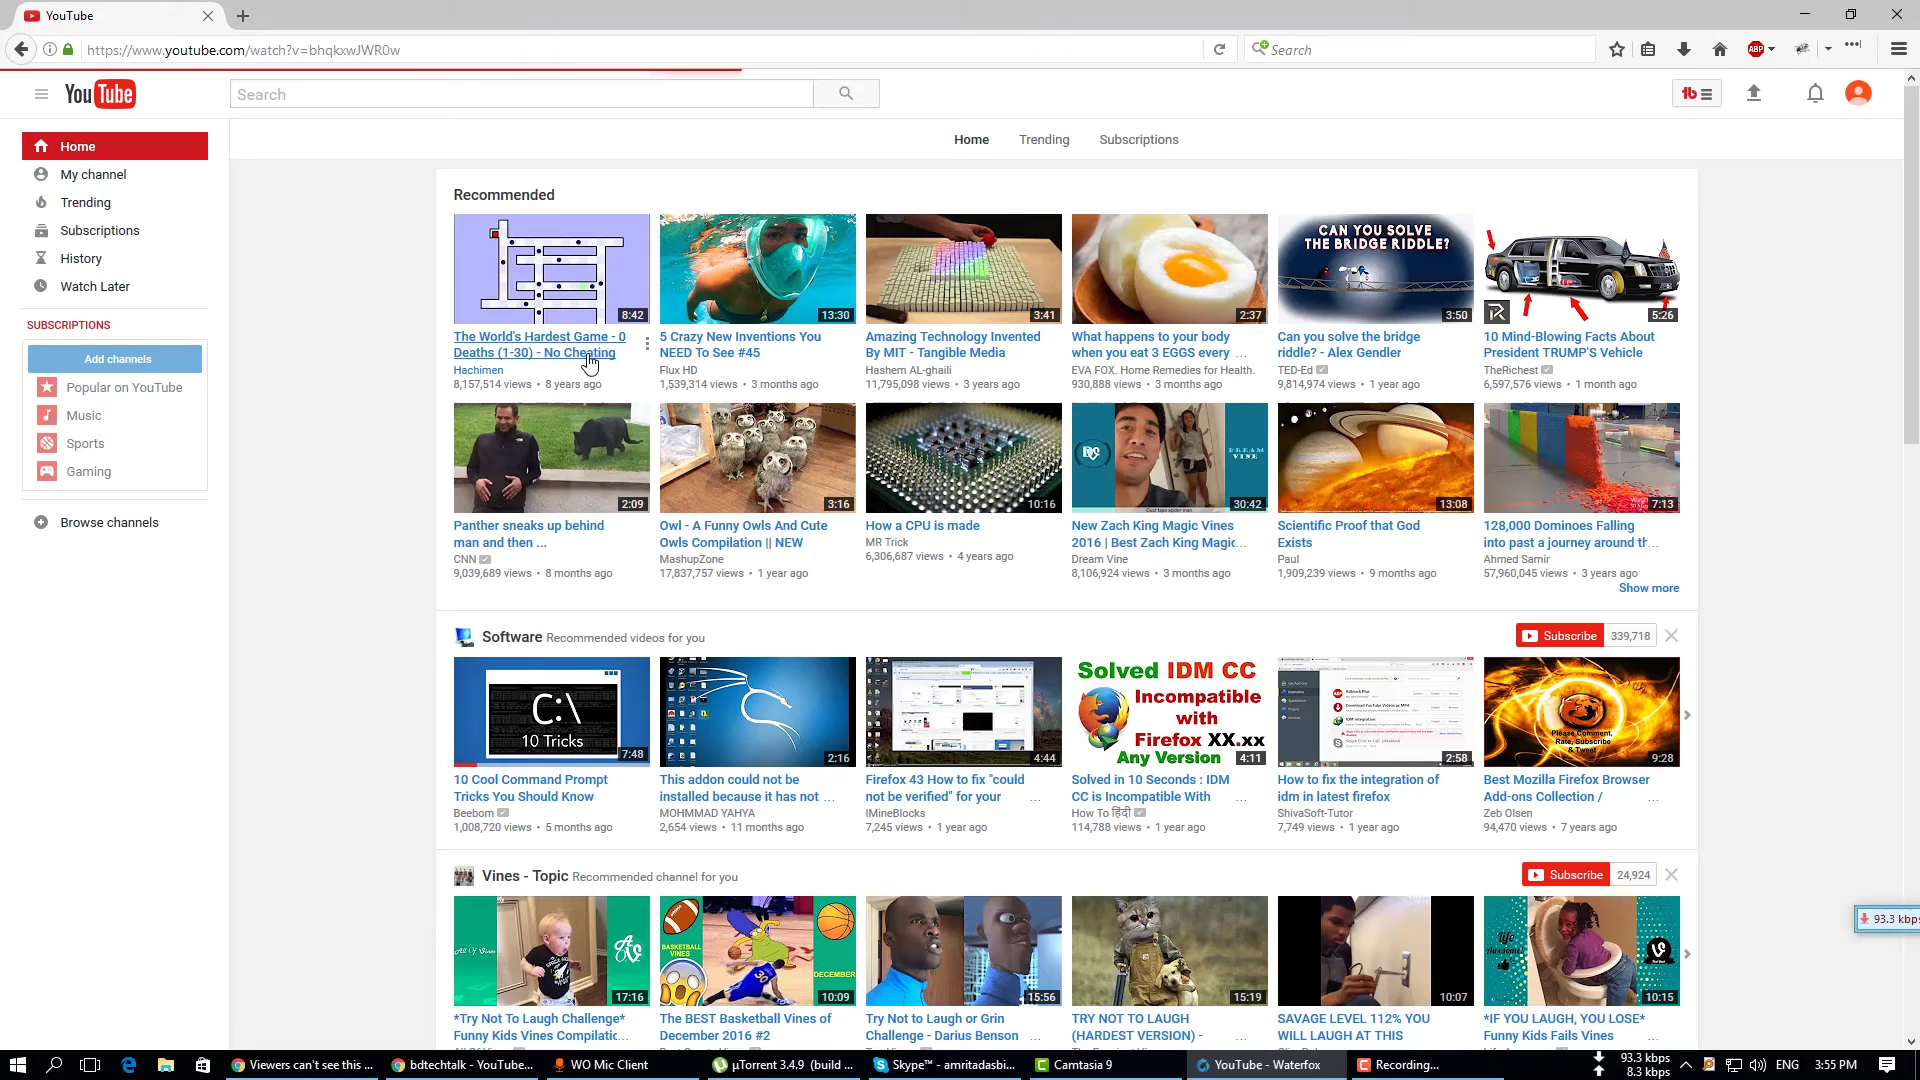 YouTube
https://www.youtube.com/watch?v=bhqkxwJWR0w
Search
ABP
YouTube
Search
Home
Trending
Subscriptions
Home
My channel
Trending
Subscriptions
History
Watch Later
SUBSCRIPTIONS
Add channels
Popular on YouTube
Music
Sports
Gaming
Browse channels
Recommended
8:42
13:30
3:41
2:37
CAN YOU SOLVE
THE BRIDGE RIDDLE?
3:50
5:26
The World's Hardest Game - 0
Deaths (1-30) - No Cheating
Hachimen
8,157,514 views • 8 years ago
5 Crazy New Inventions You
NEED To See #45
Flux HD
1,539,314 views • 3 months ago
Amazing Technology Invented
By MIT - Tangible Media
Hashem AL-ghaili
11,795,098 views • 3 years ago
What happens to your body
when you eat 3 EGGS every ...
EVA FOX. Home Remedies for Health.
930,888 views • 3 months ago
Can you solve the bridge
riddle? - Alex Gendler
TED-Ed
9,814,974 views • 1 year ago
10 Mind-Blowing Facts About
President TRUMP'S Vehicle
TheRichest
6,597,576 views • 1 month ago
2:09
3:16
10:16
DREAM
VINE
30:42
13:08
7:13
Panther sneaks up behind
man and then ...
CNN
9,039,689 views • 8 months ago
Owl - A Funny Owls And Cute
Owls Compilation || NEW
MashupZone
17,837,757 views • 1 year ago
How a CPU is made
MR Trick
6,306,687 views • 4 years ago
New Zach King Magic Vines
2016 | Best Zach King Magic...
Dream Vine
8,106,924 views • 3 months ago
Scientific Proof that God
Exists
Paul
1,909,239 views • 9 months ago
128,000 Dominoes Falling
into past a journey around th...
Ahmed Samir
57,960,045 views • 3 years ago
Show more
Software Recommended videos for you
Subscribe 339,718
C:\
10 Tricks
7:48
2:16
4:44
Solved IDM CC
Incompatible
with
Firefox XX.xx
Any Version
4:11
2:58
Please Comment,
Rate, Subscribe
& Tweet
9:28
10 Cool Command Prompt
Tricks You Should Know
Beebom
1,008,720 views • 5 months ago
This addon could not be
installed because it has not ...
MOHMMAD YAHYA
2,654 views • 11 months ago
Firefox 43 How to fix "could
not be verified" for your ...
IMineBlocks
7,245 views • 1 year ago
Solved in 10 Seconds : IDM
CC is Incompatible With ...
How To हिंदी
114,788 views • 1 year ago
How to fix the integration of
idm in latest firefox
ShivaSoft-Tutor
7,749 views • 1 year ago
Best Mozilla Firefox Browser
Add-ons Collection / ...
Zeb Olsen
94,470 views • 7 years ago
Vines - Topic Recommended channel for you
Subscribe 24,924
All Of Vines
17:16
BASKETBALL
VINES
DECEMBER
10:09
15:56
15:19
10:07
Life
Awesome!
10:15
*Try Not To Laugh Challenge*
Funny Kids Vines Compilatic...
The BEST Basketball Vines of
December 2016 #2
Try Not to Laugh or Grin
Challenge - Darius Benson
TRY NOT TO LAUGH
(HARDEST VERSION) -
SAVAGE LEVEL 112% YOU
WILL LAUGH AT THIS
*IF YOU LAUGH, YOU LOSE*
Funny Kids Fails Vines
93.3 kbps
Viewers can't see this ...
bdtechtalk - YouTube...
WO Mic Client
µTorrent 3.4.9 (build ...
Skype™ - amritadasbi...
Camtasia 9
YouTube - Waterfox
Recording...
93.3 kbps
8.3 kbps
ENG
3:55 PM